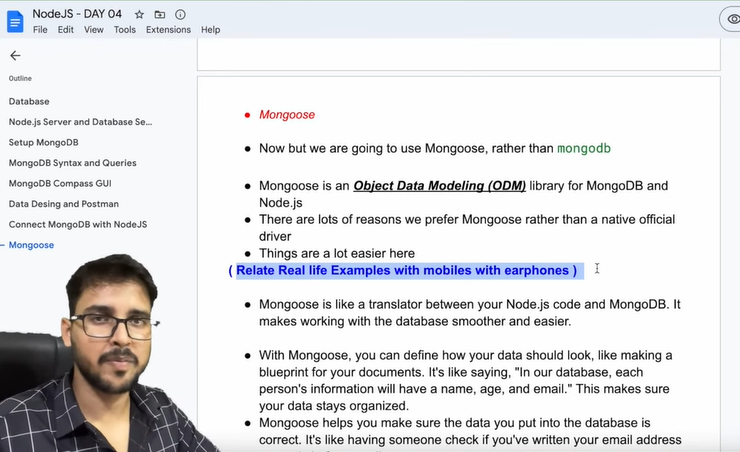 NodeJS - DAY 04
File Edit View Tools Extensions Help
Outline
Database
Node.js Server and Database Se...
Setup MongoDB
MongoDB Syntax and Queries
MongoDB Compass GUI
Data Desing and Postman
Connect MongoDB with NodeJS
Mongoose
Mongoose
Now but we are going to use Mongoose, rather than mongodb
Mongoose is an Object Data Modeling (ODM) library for MongoDB and
Node.js
There are lots of reasons we prefer Mongoose rather than a native official
driver
Things are a lot easier here
( Relate Real life Examples with mobiles with earphones )
Mongoose is like a translator between your Node.js code and MongoDB. It
makes working with the database smoother and easier.
With Mongoose, you can define how your data should look, like making a
blueprint for your documents. It's like saying, "In our database, each
person's information will have a name, age, and email." This makes sure
your data stays organized.
Mongoose helps you make sure the data you put into the database is
correct. It's like having someone check if you've written your email address